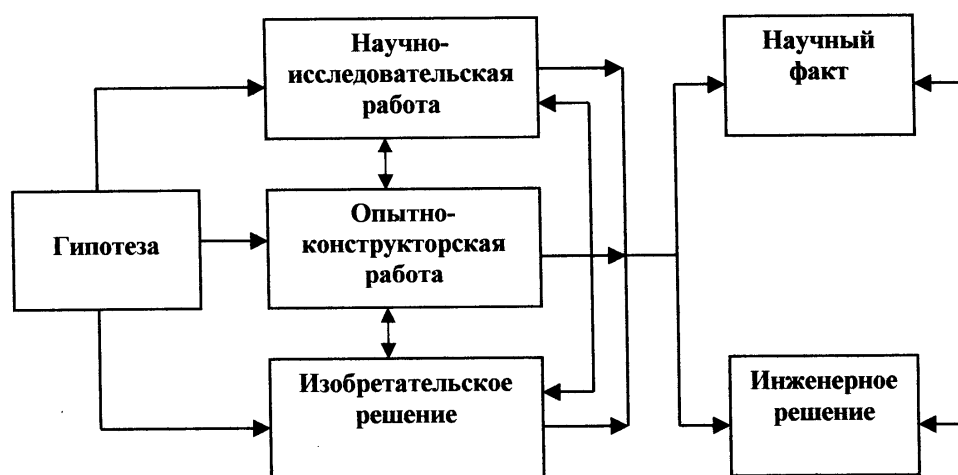 Научно-
исследовательская
работа
Научный
факт
Гипотеза
Опытно-
конструкторская
работа
Изобретательское
решение
Инженерное
решение